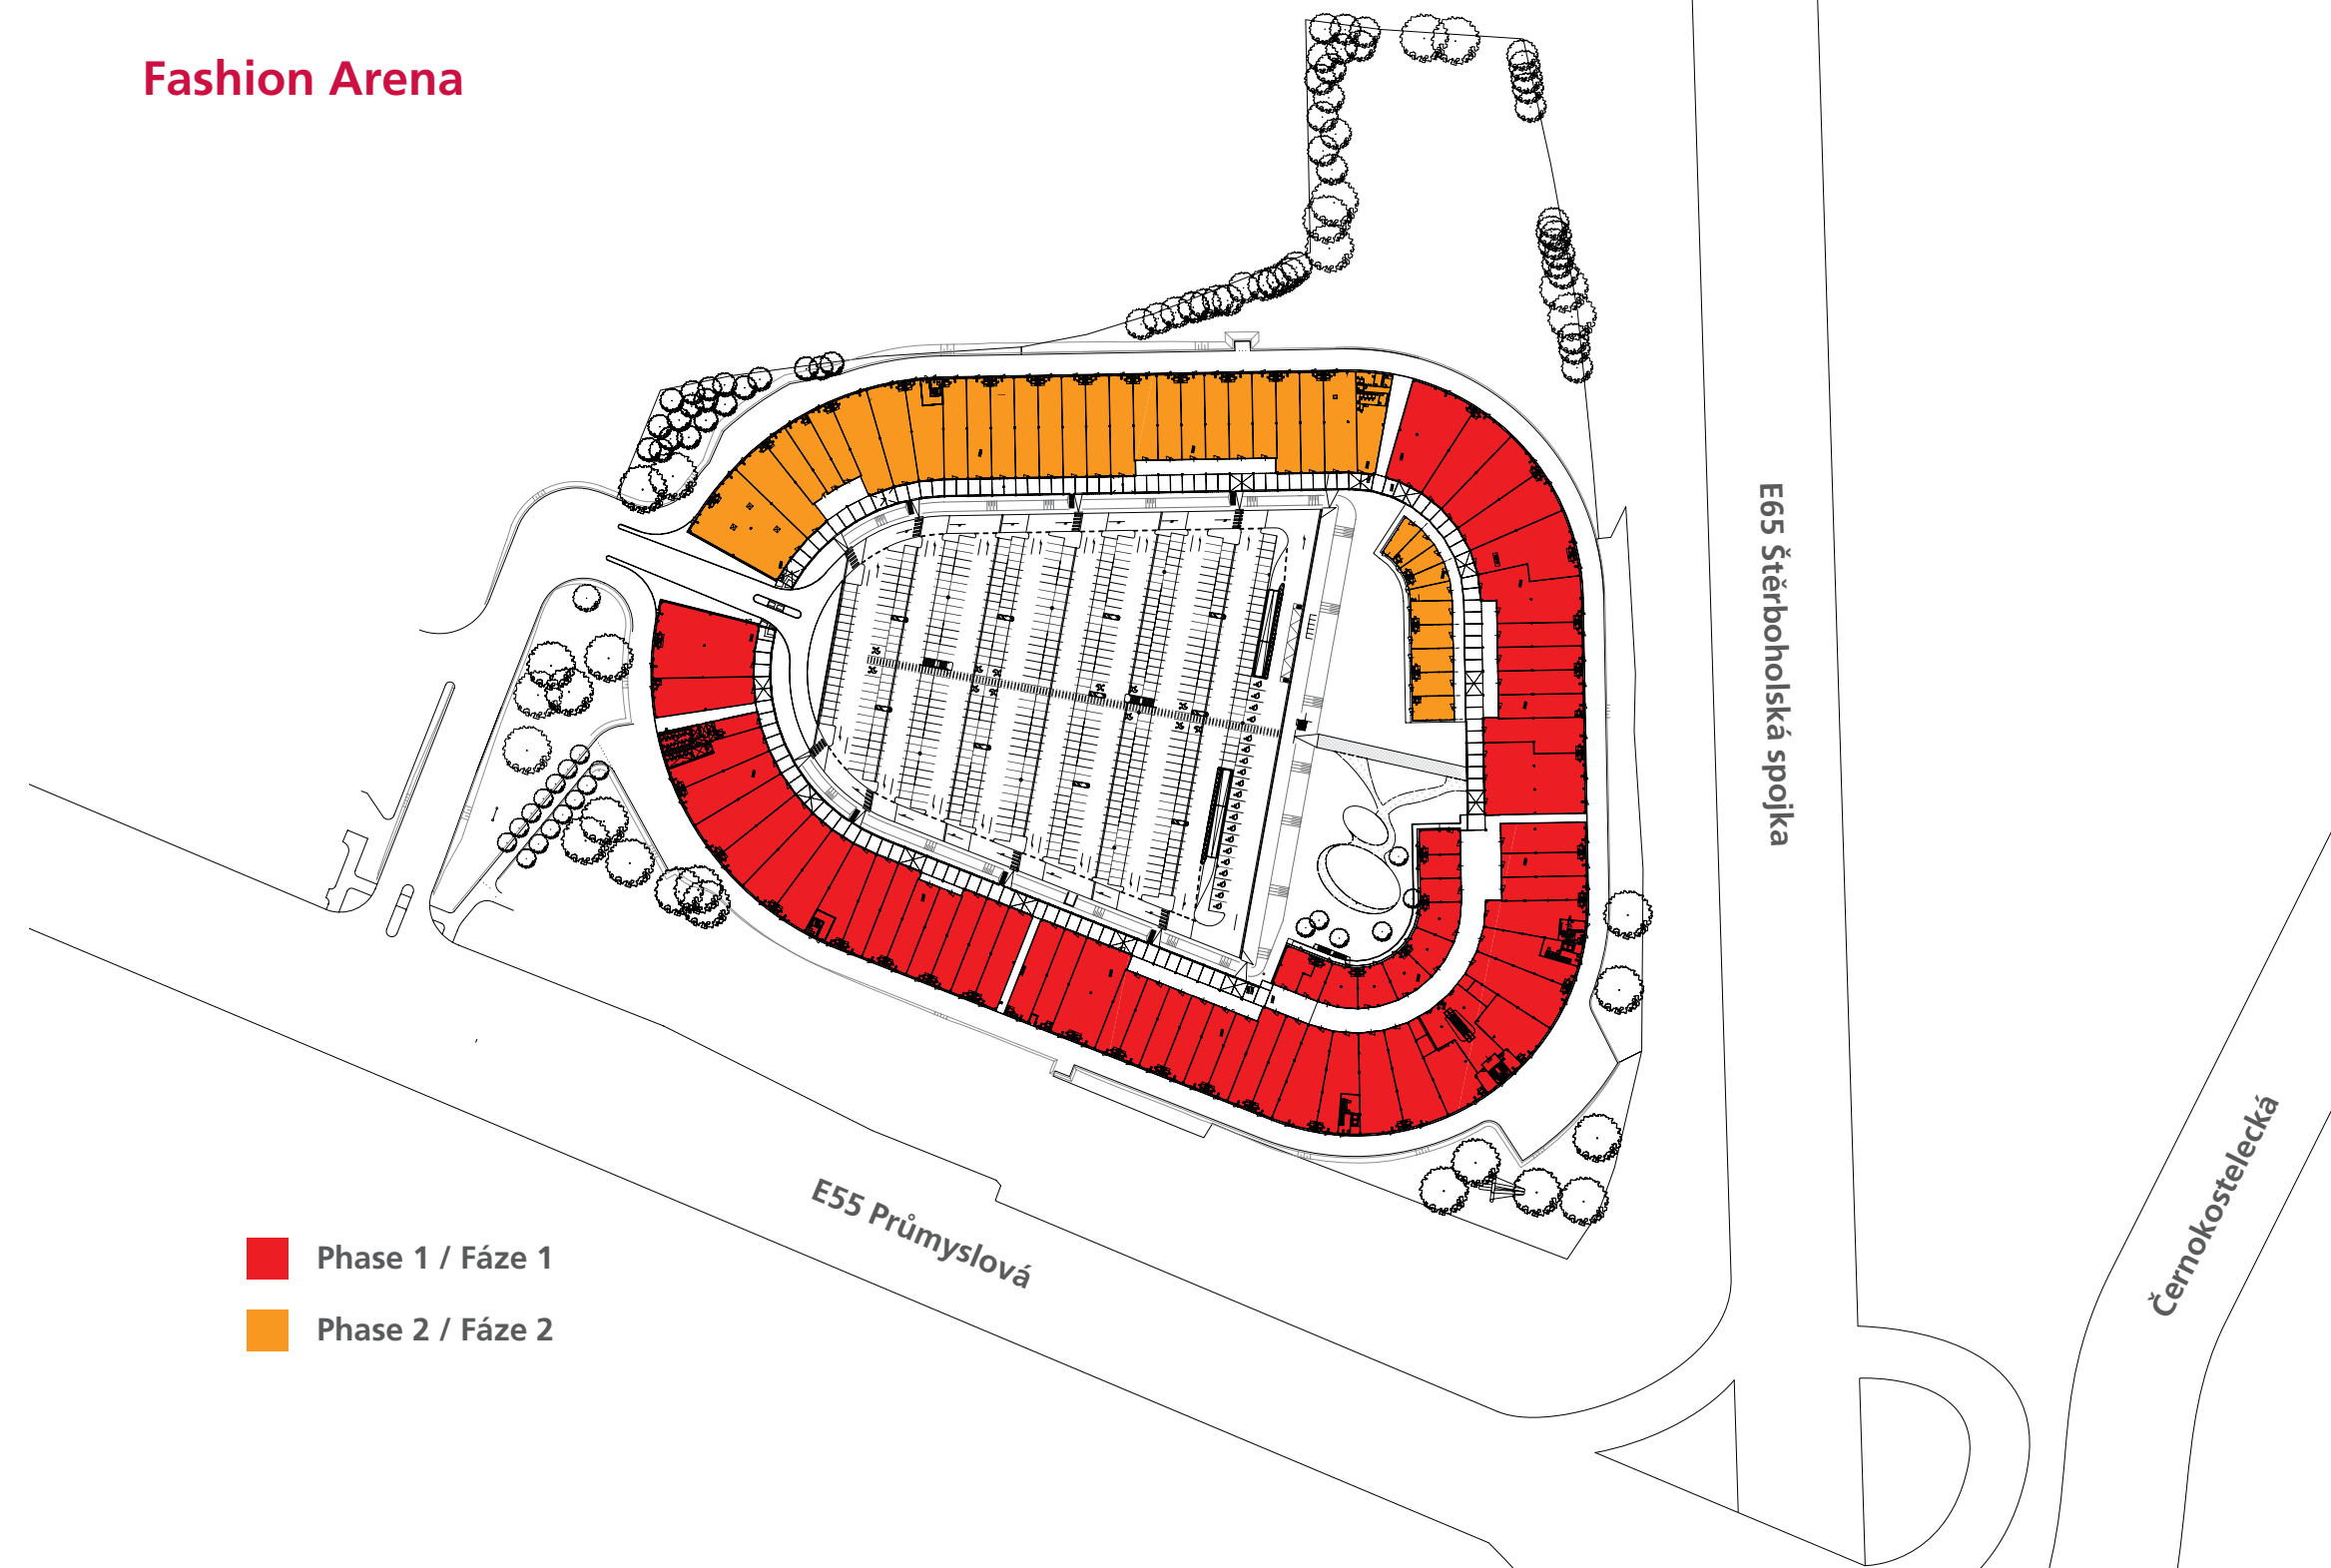 Fashion Arena
E65 Štěrboholská spojka
Černokostelecká
E55 Průmyslová
Phase 1 / Fáze 1
Phase 2 / Fáze 2